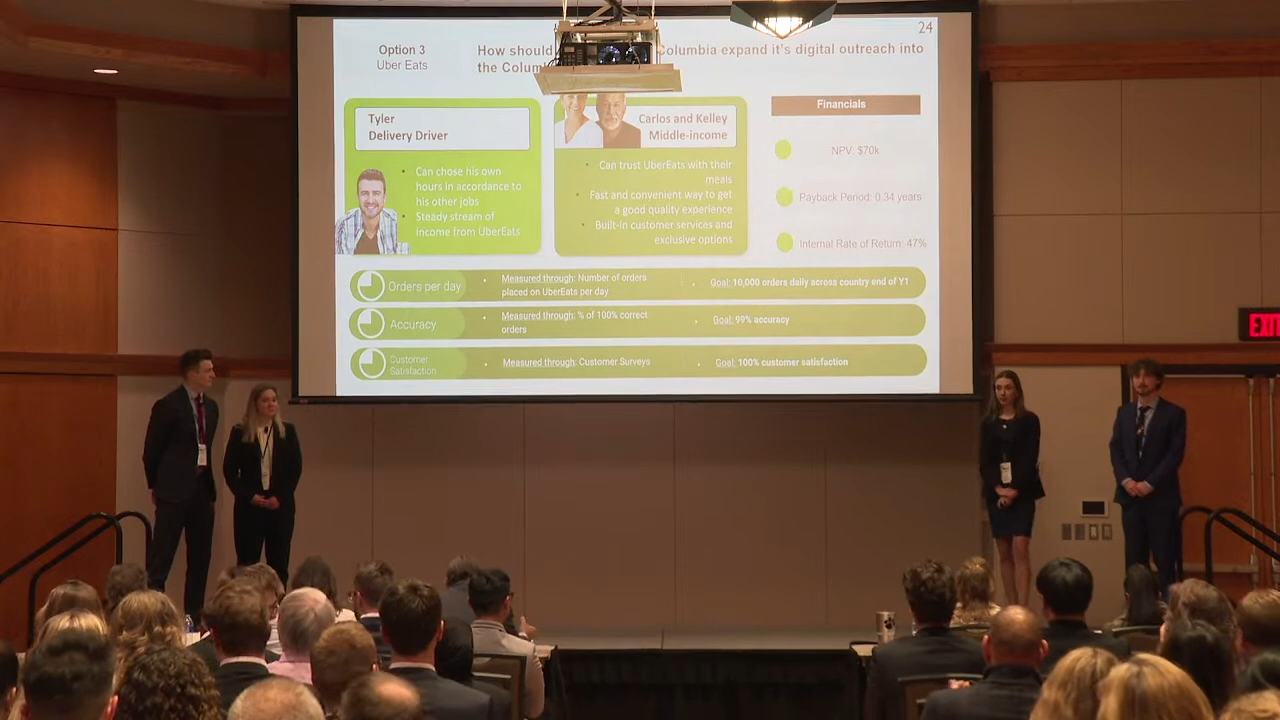 24
Option 3
Uber Eats
How should Columbia expand it's digital outreach into
the Colum
Tyler
Delivery Driver
• Can chose his own
hours in accordance to
his other jobs
• Steady stream of
income from UberEats
Carlos and Kelley
Middle-income
• Can trust UberEats with their
meals
• Fast and convenient way to get
a good quality experience
• Built-in customer services and
exclusive options
Financials
NPV: $70k
Payback Period: 0.34 years
Internal Rate of Return: 47%
Orders per day
• Measured through: Number of orders
placed on UberEats per day
• Goal: 10,000 orders daily across country end of Y1
Accuracy
• Measured through: % of 100% correct
orders
• Goal: 99% accuracy
Customer
Satisfaction
• Measured through: Customer Surveys
• Goal: 100% customer satisfaction
EXIT